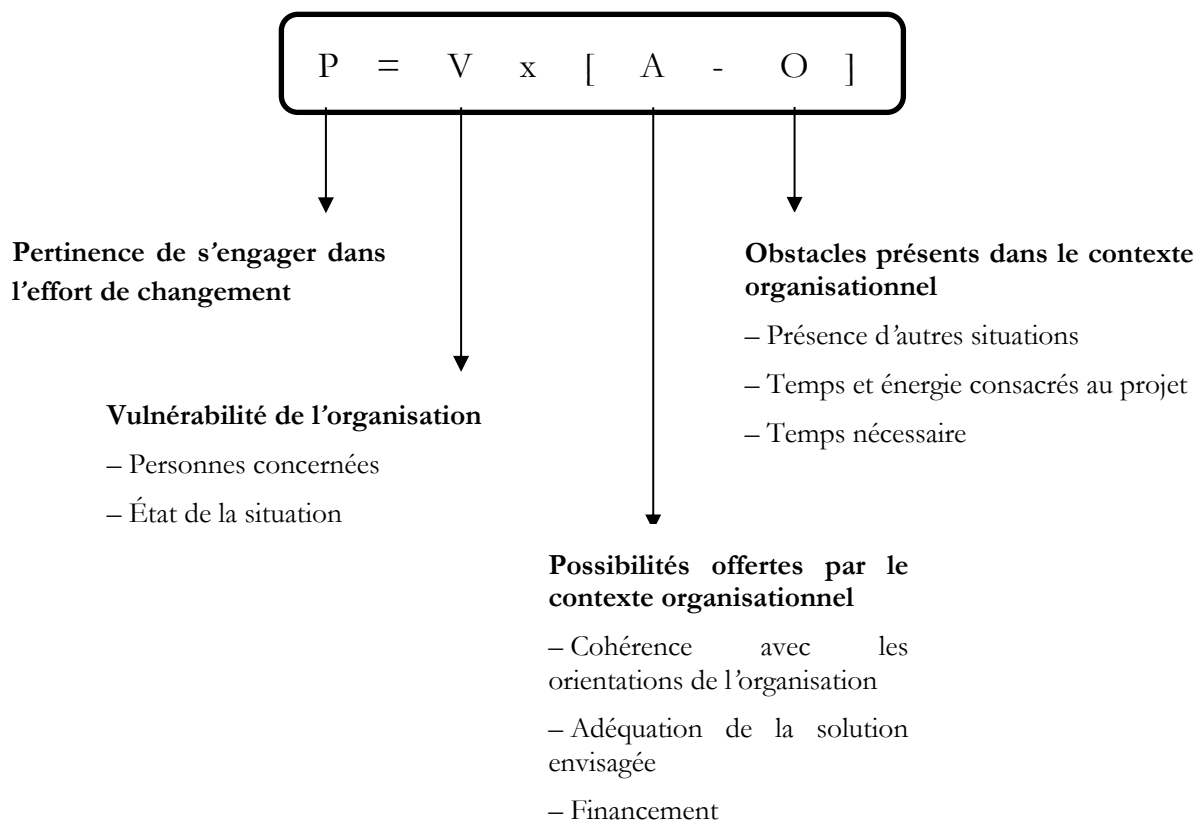 P = V x [ A - O ]
Pertinence de s'engager dans
l'effort de changement
Vulnérabilité de l'organisation
– Personnes concernées
– État de la situation
Possibilités offertes par le
contexte organisationnel
– Cohérence avec les
orientations de l'organisation
– Adéquation de la solution
envisagée
– Financement
Obstacles présents dans le contexte
organisationnel
– Présence d'autres situations
– Temps et énergie consacrés au projet
– Temps nécessaire